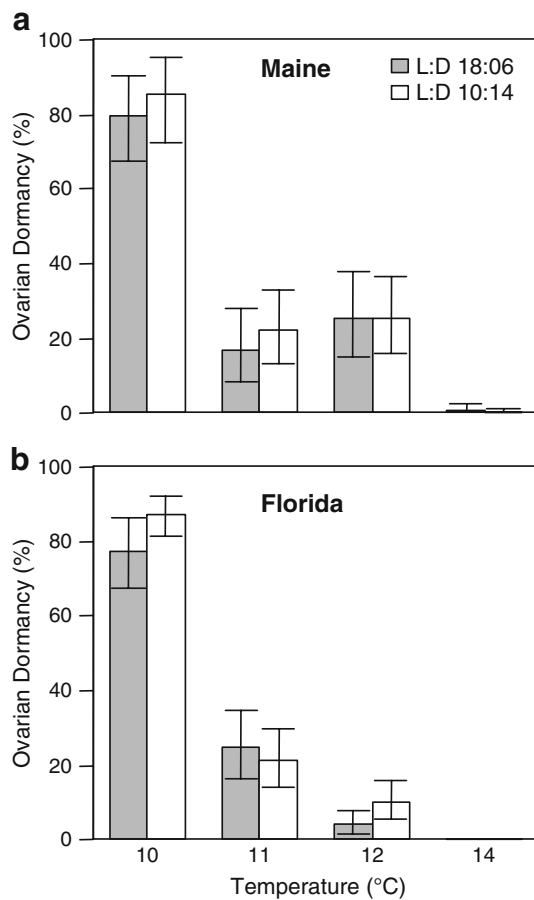 a
Maine
L:D 18:06
L:D 10:14
Ovarian Dormancy (%)
100
80
60
40
20
0
b
Florida
Ovarian Dormancy (%)
100
80
60
40
20
0
10 11 12 14
Temperature (°C)